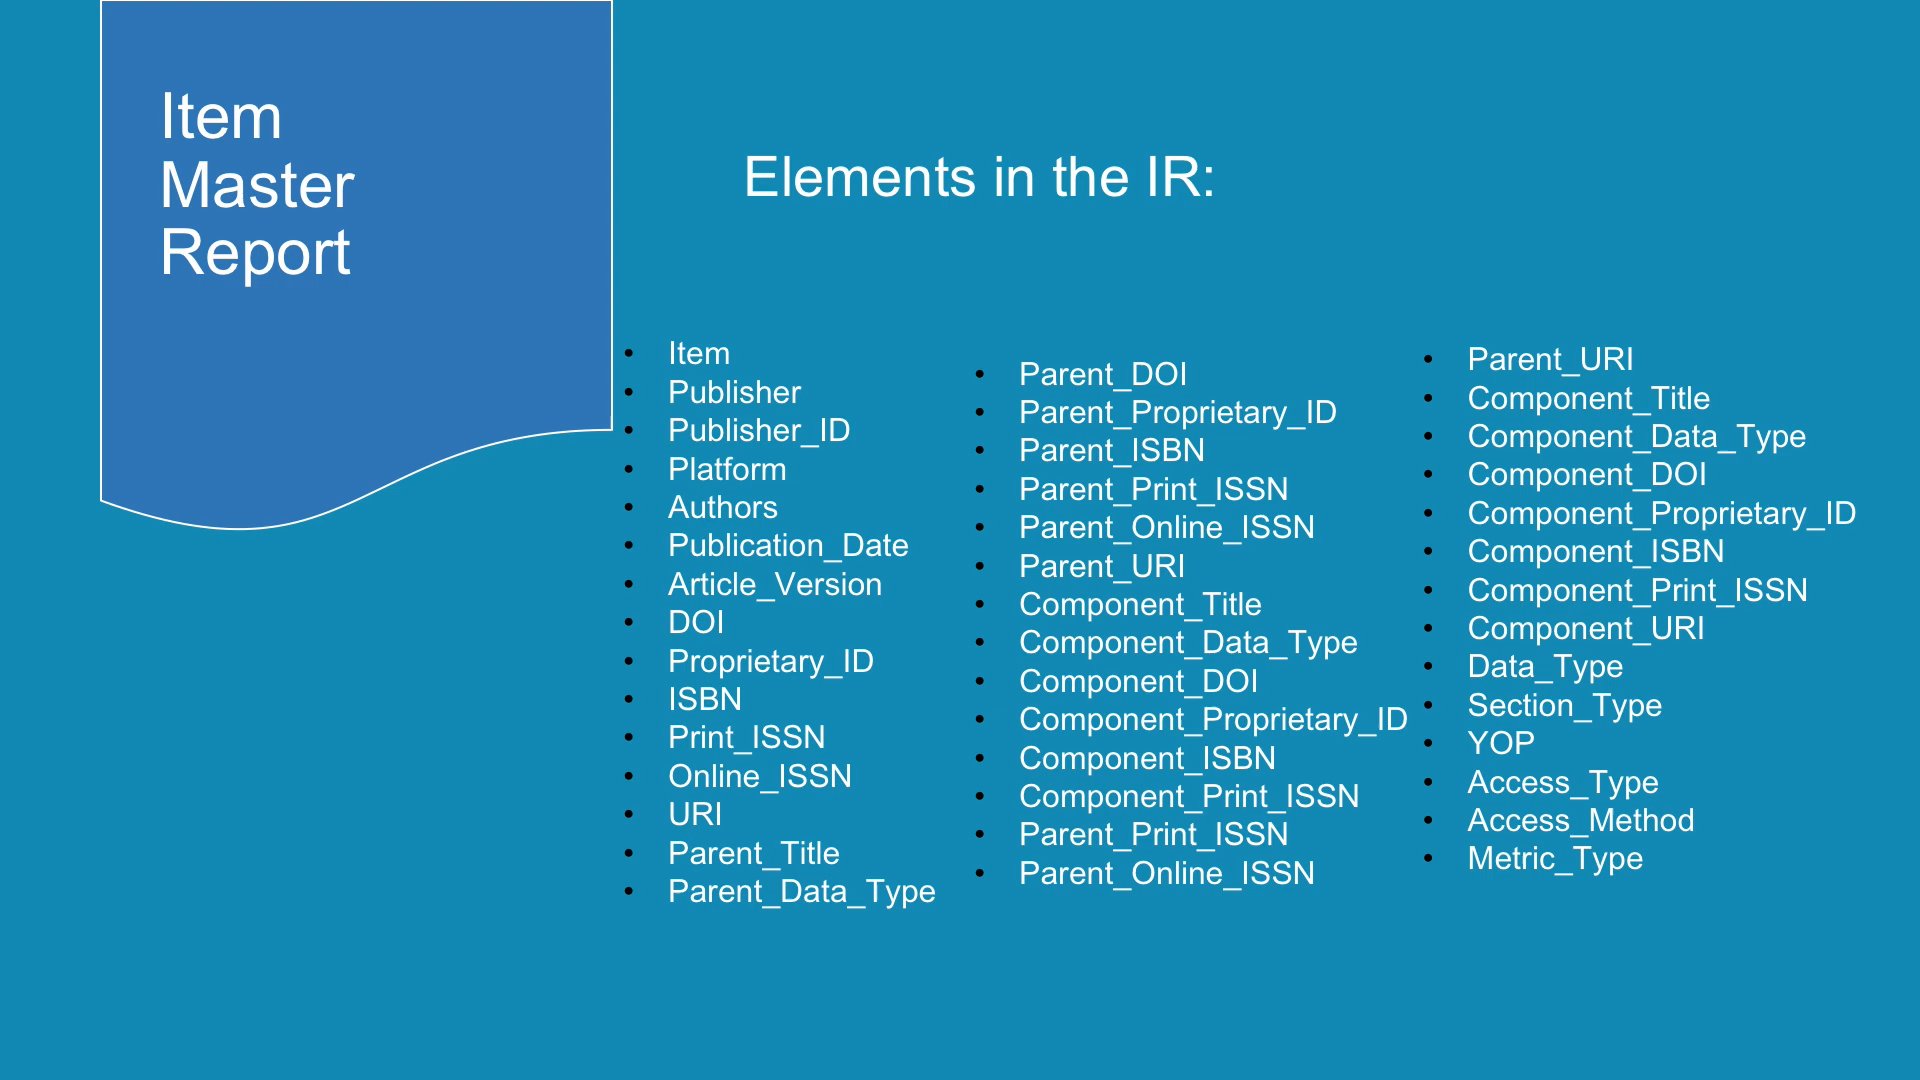 Item
Master
Report
Elements in the IR:
• Item
• Publisher
• Publisher_ID
• Platform
• Authors
• Publication_Date
• Article_Version
• DOI
• Proprietary_ID
• ISBN
• Print_ISSN
• Online_ISSN
• URI
• Parent_Title
• Parent_Data_Type
• Parent_DOI
• Parent_Proprietary_ID
• Parent_ISBN
• Parent_Print_ISSN
• Parent_Online_ISSN
• Parent_URI
• Component_Title
• Component_Data_Type
• Component_DOI
• Component_Proprietary_ID
• Component_ISBN
• Component_Print_ISSN
• Parent_Print_ISSN
• Parent_Online_ISSN
• Parent_URI
• Component_Title
• Component_Data_Type
• Component_DOI
• Component_Proprietary_ID
• Component_ISBN
• Component_Print_ISSN
• Component_URI
• Data_Type
• Section_Type
• YOP
• Access_Type
• Access_Method
• Metric_Type